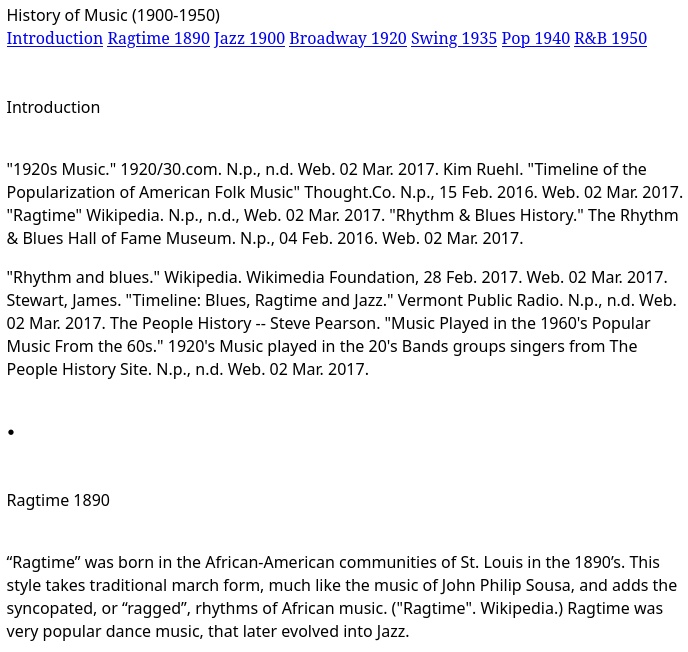 History of Music (1900-1950)
Introduction Ragtime 1890 Jazz 1900 Broadway 1920 Swing 1935 Pop 1940 R&B 1950
Introduction
"1920s Music." 1920/30.com. N.p., n.d. Web. 02 Mar. 2017. Kim Ruehl. "Timeline of the
Popularization of American Folk Music" Thought.Co. N.p., 15 Feb. 2016. Web. 02 Mar. 2017.
"Ragtime" Wikipedia. N.p., n.d., Web. 02 Mar. 2017. "Rhythm & Blues History." The Rhythm
& Blues Hall of Fame Museum. N.p., 04 Feb. 2016. Web. 02 Mar. 2017.
"Rhythm and blues." Wikipedia. Wikimedia Foundation, 28 Feb. 2017. Web. 02 Mar. 2017.
Stewart, James. "Timeline: Blues, Ragtime and Jazz." Vermont Public Radio. N.p., n.d. Web.
02 Mar. 2017. The People History -- Steve Pearson. "Music Played in the 1960's Popular
Music From the 60s." 1920's Music played in the 20's Bands groups singers from The
People History Site. N.p., n.d. Web. 02 Mar. 2017.
•
Ragtime 1890
“Ragtime” was born in the African-American communities of St. Louis in the 1890’s. This
style takes traditional march form, much like the music of John Philip Sousa, and adds the
syncopated, or “ragged”, rhythms of African music. ("Ragtime". Wikipedia.) Ragtime was
very popular dance music, that later evolved into Jazz.